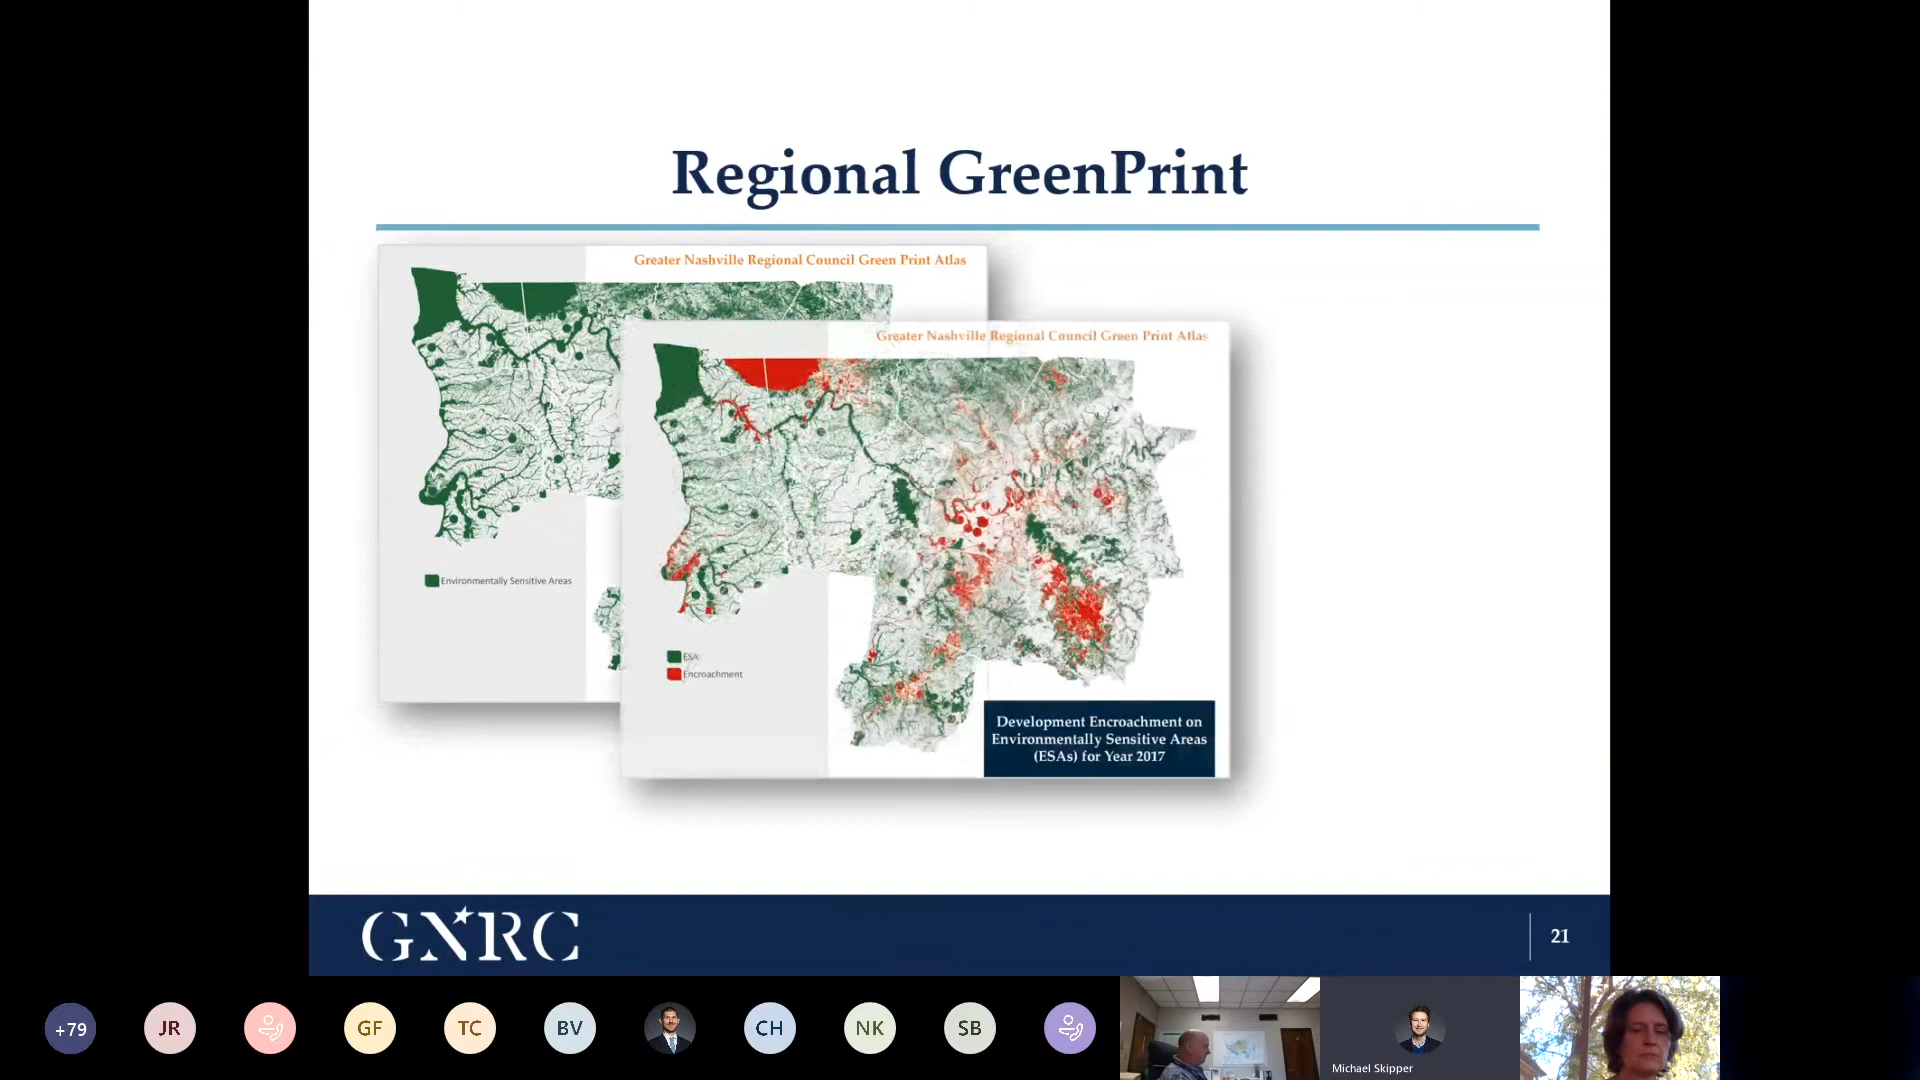 Regional GreenPrint
Greater Nashville Regional Council Green Print Atlas
Environmentally Sensitive Areas
Greater Nashville Regional Council Green Print Atlas
ESA
Encroachment
Development Encroachment on
Environmentally Sensitive Areas
(ESAs) for Year 2017
GNRC
21
+79
JR
GF
TC
BV
CH
NK
SB
Michael Skipper